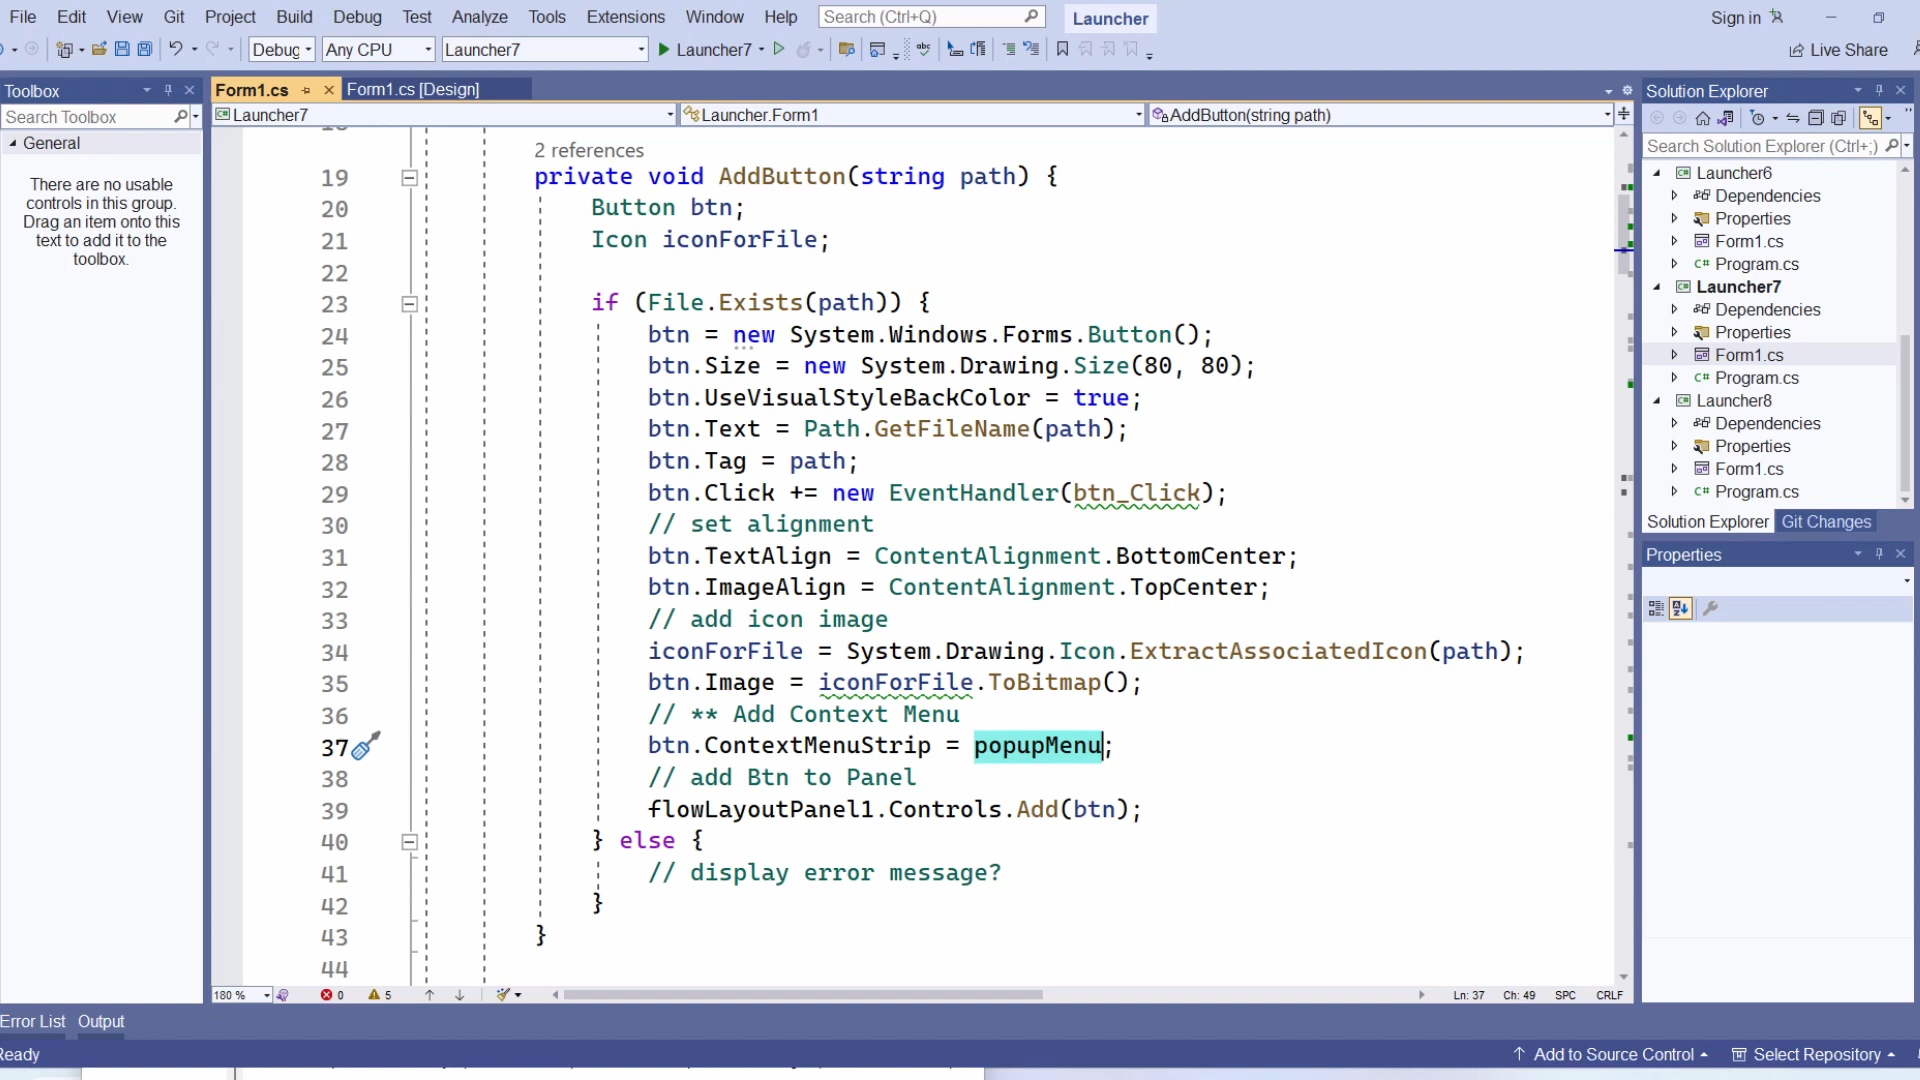 File Edit View Git Project Build Debug Test Analyze Tools Extensions Window Help Search (Ctrl+Q) Launcher Sign in
Debug Any CPU Launcher7 Launcher7 Live Share
Toolbox
Search Toolbox
General
There are no usable
controls in this group.
Drag an item onto this
text to add it to the
toolbox.
Form1.cs Form1.cs [Design]
Launcher7 Launcher.Form1 AddButton(string path)
2 references
19 private void AddButton(string path) {
20 Button btn;
21 Icon iconForFile;
22
23 if (File.Exists(path)) {
24 btn = new System.Windows.Forms.Button();
25 btn.Size = new System.Drawing.Size(80, 80);
26 btn.UseVisualStyleBackColor = true;
27 btn.Text = Path.GetFileName(path);
28 btn.Tag = path;
29 btn.Click += new EventHandler(btn_Click);
30 // set alignment
31 btn.TextAlign = ContentAlignment.BottomCenter;
32 btn.ImageAlign = ContentAlignment.TopCenter;
33 // add icon image
34 iconForFile = System.Drawing.Icon.ExtractAssociatedIcon(path);
35 btn.Image = iconForFile.ToBitmap();
36 // ** Add Context Menu
37 btn.ContextMenuStrip = popupMenu;
38 // add Btn to Panel
39 flowLayoutPanel1.Controls.Add(btn);
40 } else {
41 // display error message?
42 }
43 }
44
180 % 0 5 Ln: 37 Ch: 49 SPC CRLF
Solution Explorer
Search Solution Explorer (Ctrl+;)
Launcher6
Dependencies
Properties
Form1.cs
C# Program.cs
Launcher7
Dependencies
Properties
Form1.cs
C# Program.cs
Launcher8
Dependencies
Properties
Form1.cs
C# Program.cs
Solution Explorer Git Changes
Properties
Error List Output
Ready Add to Source Control Select Repository